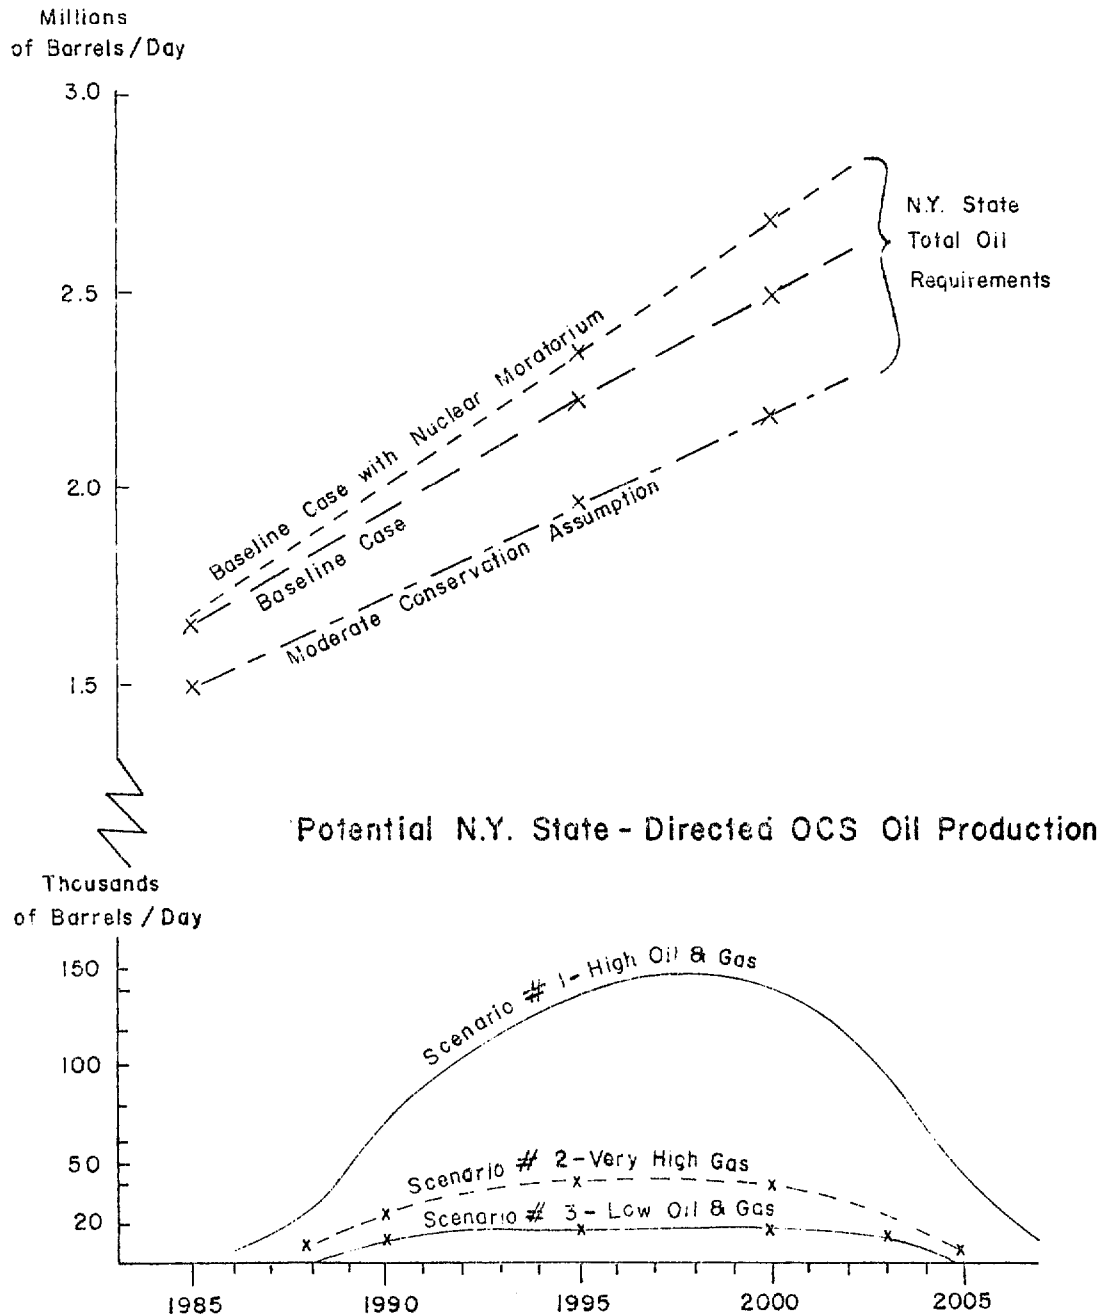 Millions
of Barrels / Day
3.0
2.5
2.0
1.5
Baseline Case with Nuclear Moratorium
Baseline Case
Moderate Conservation Assumption
N.Y. State
Total Oil
Requirements
Potential N.Y. State - Directed OCS Oil Production
Thousands
of Barrels / Day
150
100
50
20
Scenario # 1 - High Oil & Gas
Scenario # 2 - Very High Gas
Scenario # 3 - Low Oil & Gas
1985
1990
1995
2000
2005